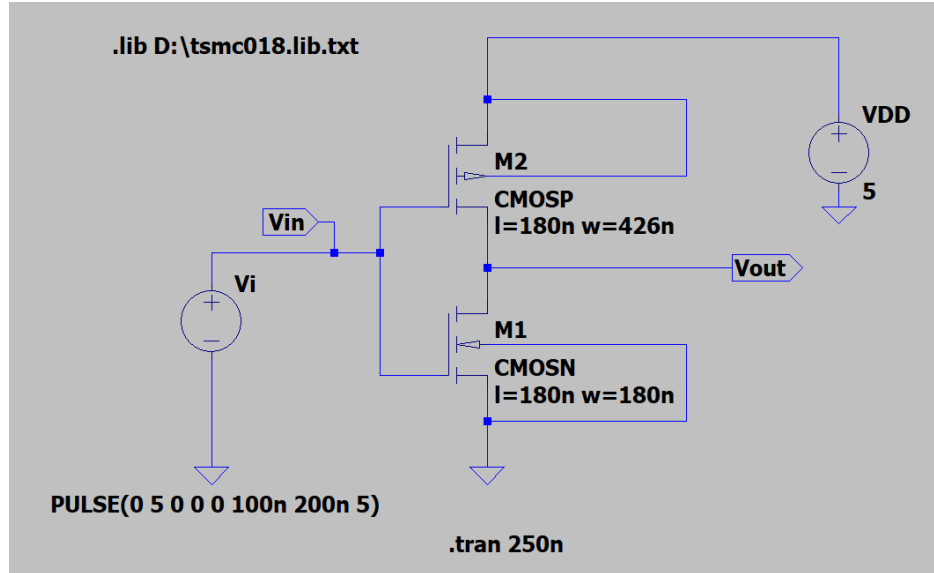 .lib D:\tsmc018.lib.txt
VDD
5
M2
CMOSP
l=180n w=426n
Vin
Vi
Vout
M1
CMOSN
l=180n w=180n
PULSE(0 5 0 0 0 100n 200n 5)
.tran 250n